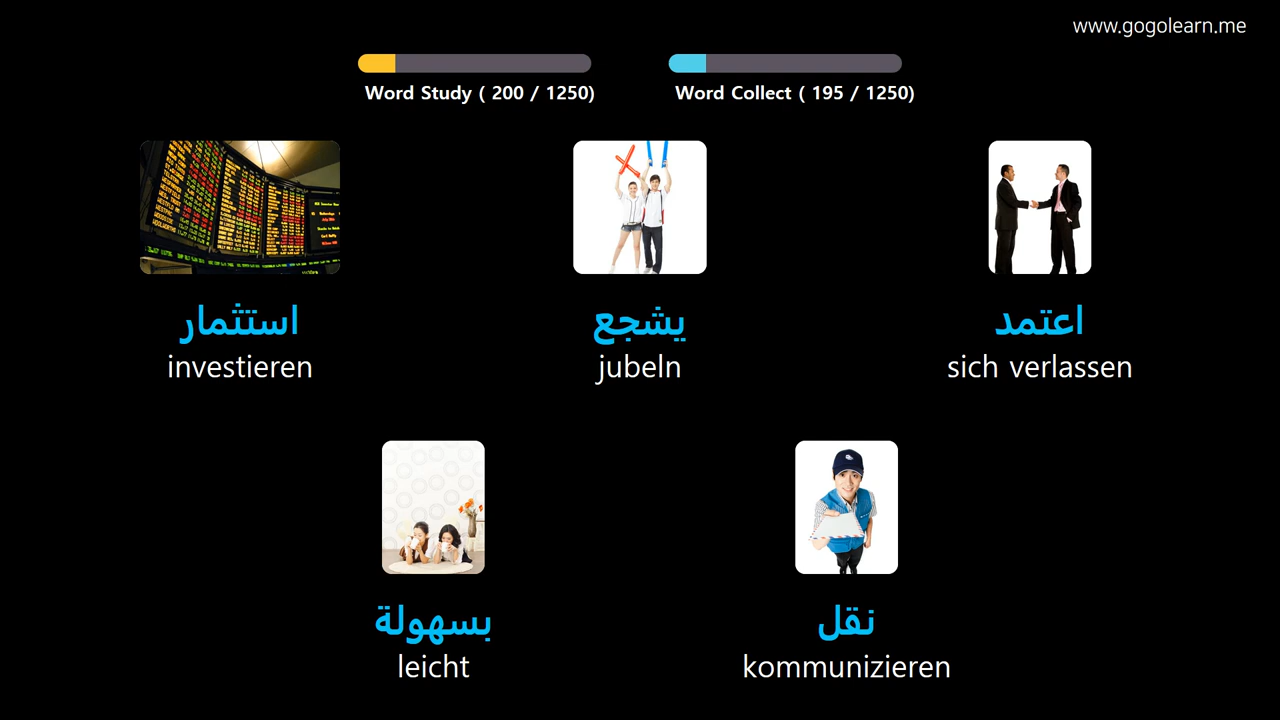 www.gogolearn.me
Word Study ( 200 / 1250)
Word Collect ( 195 / 1250)
استثمار
investieren
يشجع
jubeln
اعتمد
sich verlassen
بسهولة
leicht
نقل
kommunizieren